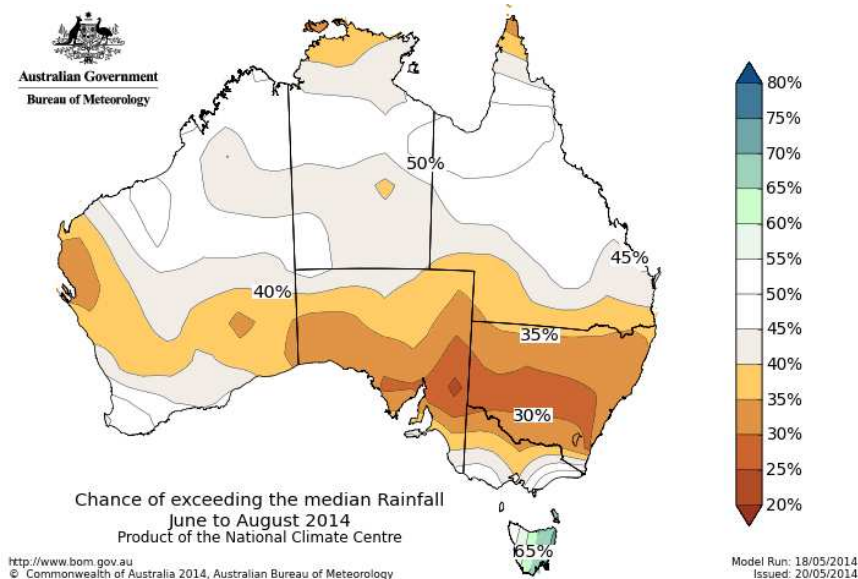 Australian Government
Bureau of Meteorology
80%
75%
70%
65%
60%
55%
50%
45%
40%
35%
30%
25%
20%
50%
45%
40%
35%
30%
65%
Chance of exceeding the median Rainfall
June to August 2014
Product of the National Climate Centre
http://www.bom.gov.au
© Commonwealth of Australia 2014, Australian Bureau of Meteorology
Model Run: 18/05/2014
Issued: 20/05/2014